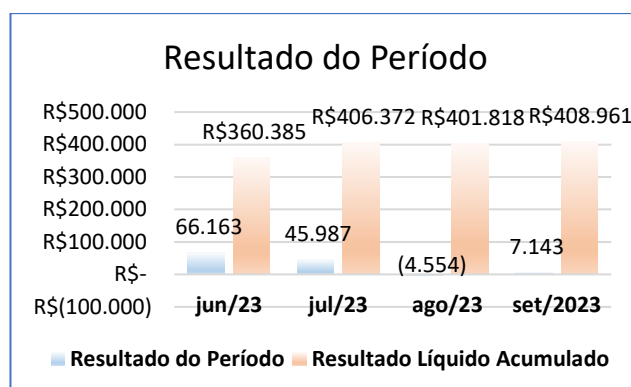 Resultado do Período
R$500.000
R$400.000
R$300.000
R$200.000
R$100.000
R$-
R$(100.000)
66.163
45.987
(4.554)
7.143
R$360.385
R$406.372
R$401.818
R$408.961
jun/23 jul/23 ago/23 set/2023
Resultado do Período Resultado Líquido Acumulado